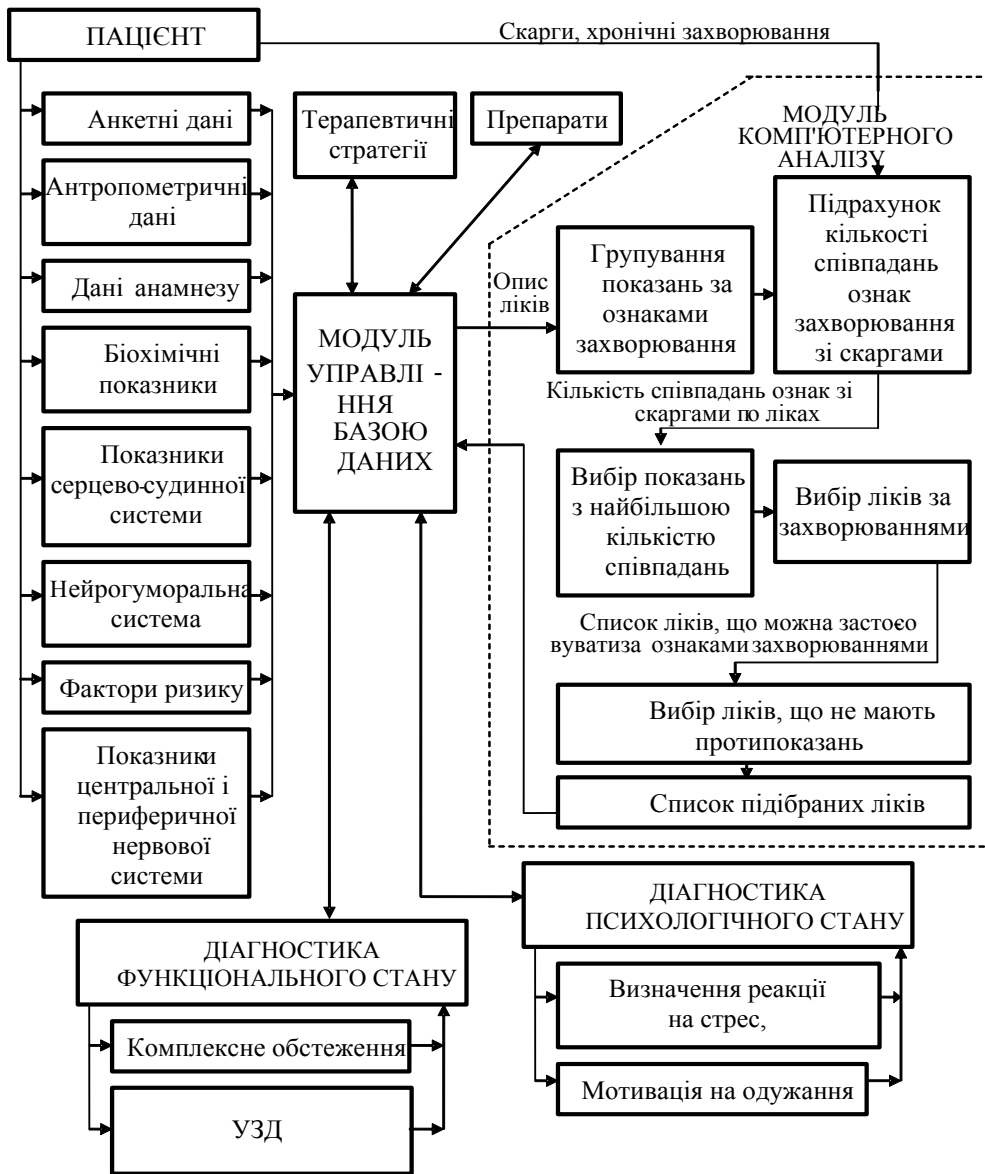 ПАЦІЄНТ
Скарги, хронічні захворювання
Анкетні дані
Антропометричні
дані
Дані анамнезу
Біохімічні
показники
Показники
серцево-судинної
системи
Нейрогуморальна
система
Фактори ризику
Показники
центральної і
периферичної
нервової
системи
Терапевтичні
стратегії
Препарати
МОДУЛЬ
УПРАВЛІ -
ННЯ
БАЗОЮ
ДАНИХ
Опис
ліків
МОДУЛЬ
КОМП'ЮТЕРНОГО
АНАЛІЗУ
Групування
показань за
ознаками
захворювання
Підрахунок
кількості
співпадань
ознак
захворювання
зі скаргами
Кількість співпадань ознак зі
скаргами по ліках
Вибір показань
з найбільшою
кількістю
співпадань
Вибір ліків за
захворюваннями
Список ліків, що можна застосо
вуватиза ознаками захворюваннями
Вибір ліків, що не мають
протипоказань
Список підібраних ліків
ДІАГНОСТИКА
ФУНКЦІОНАЛЬНОГО СТАНУ
Комплексне обстеження
УЗД
ДІАГНОСТИКА
ПСИХОЛОГІЧНОГО СТАНУ
Визначення реакції
на стрес,
Мотивація на одужання